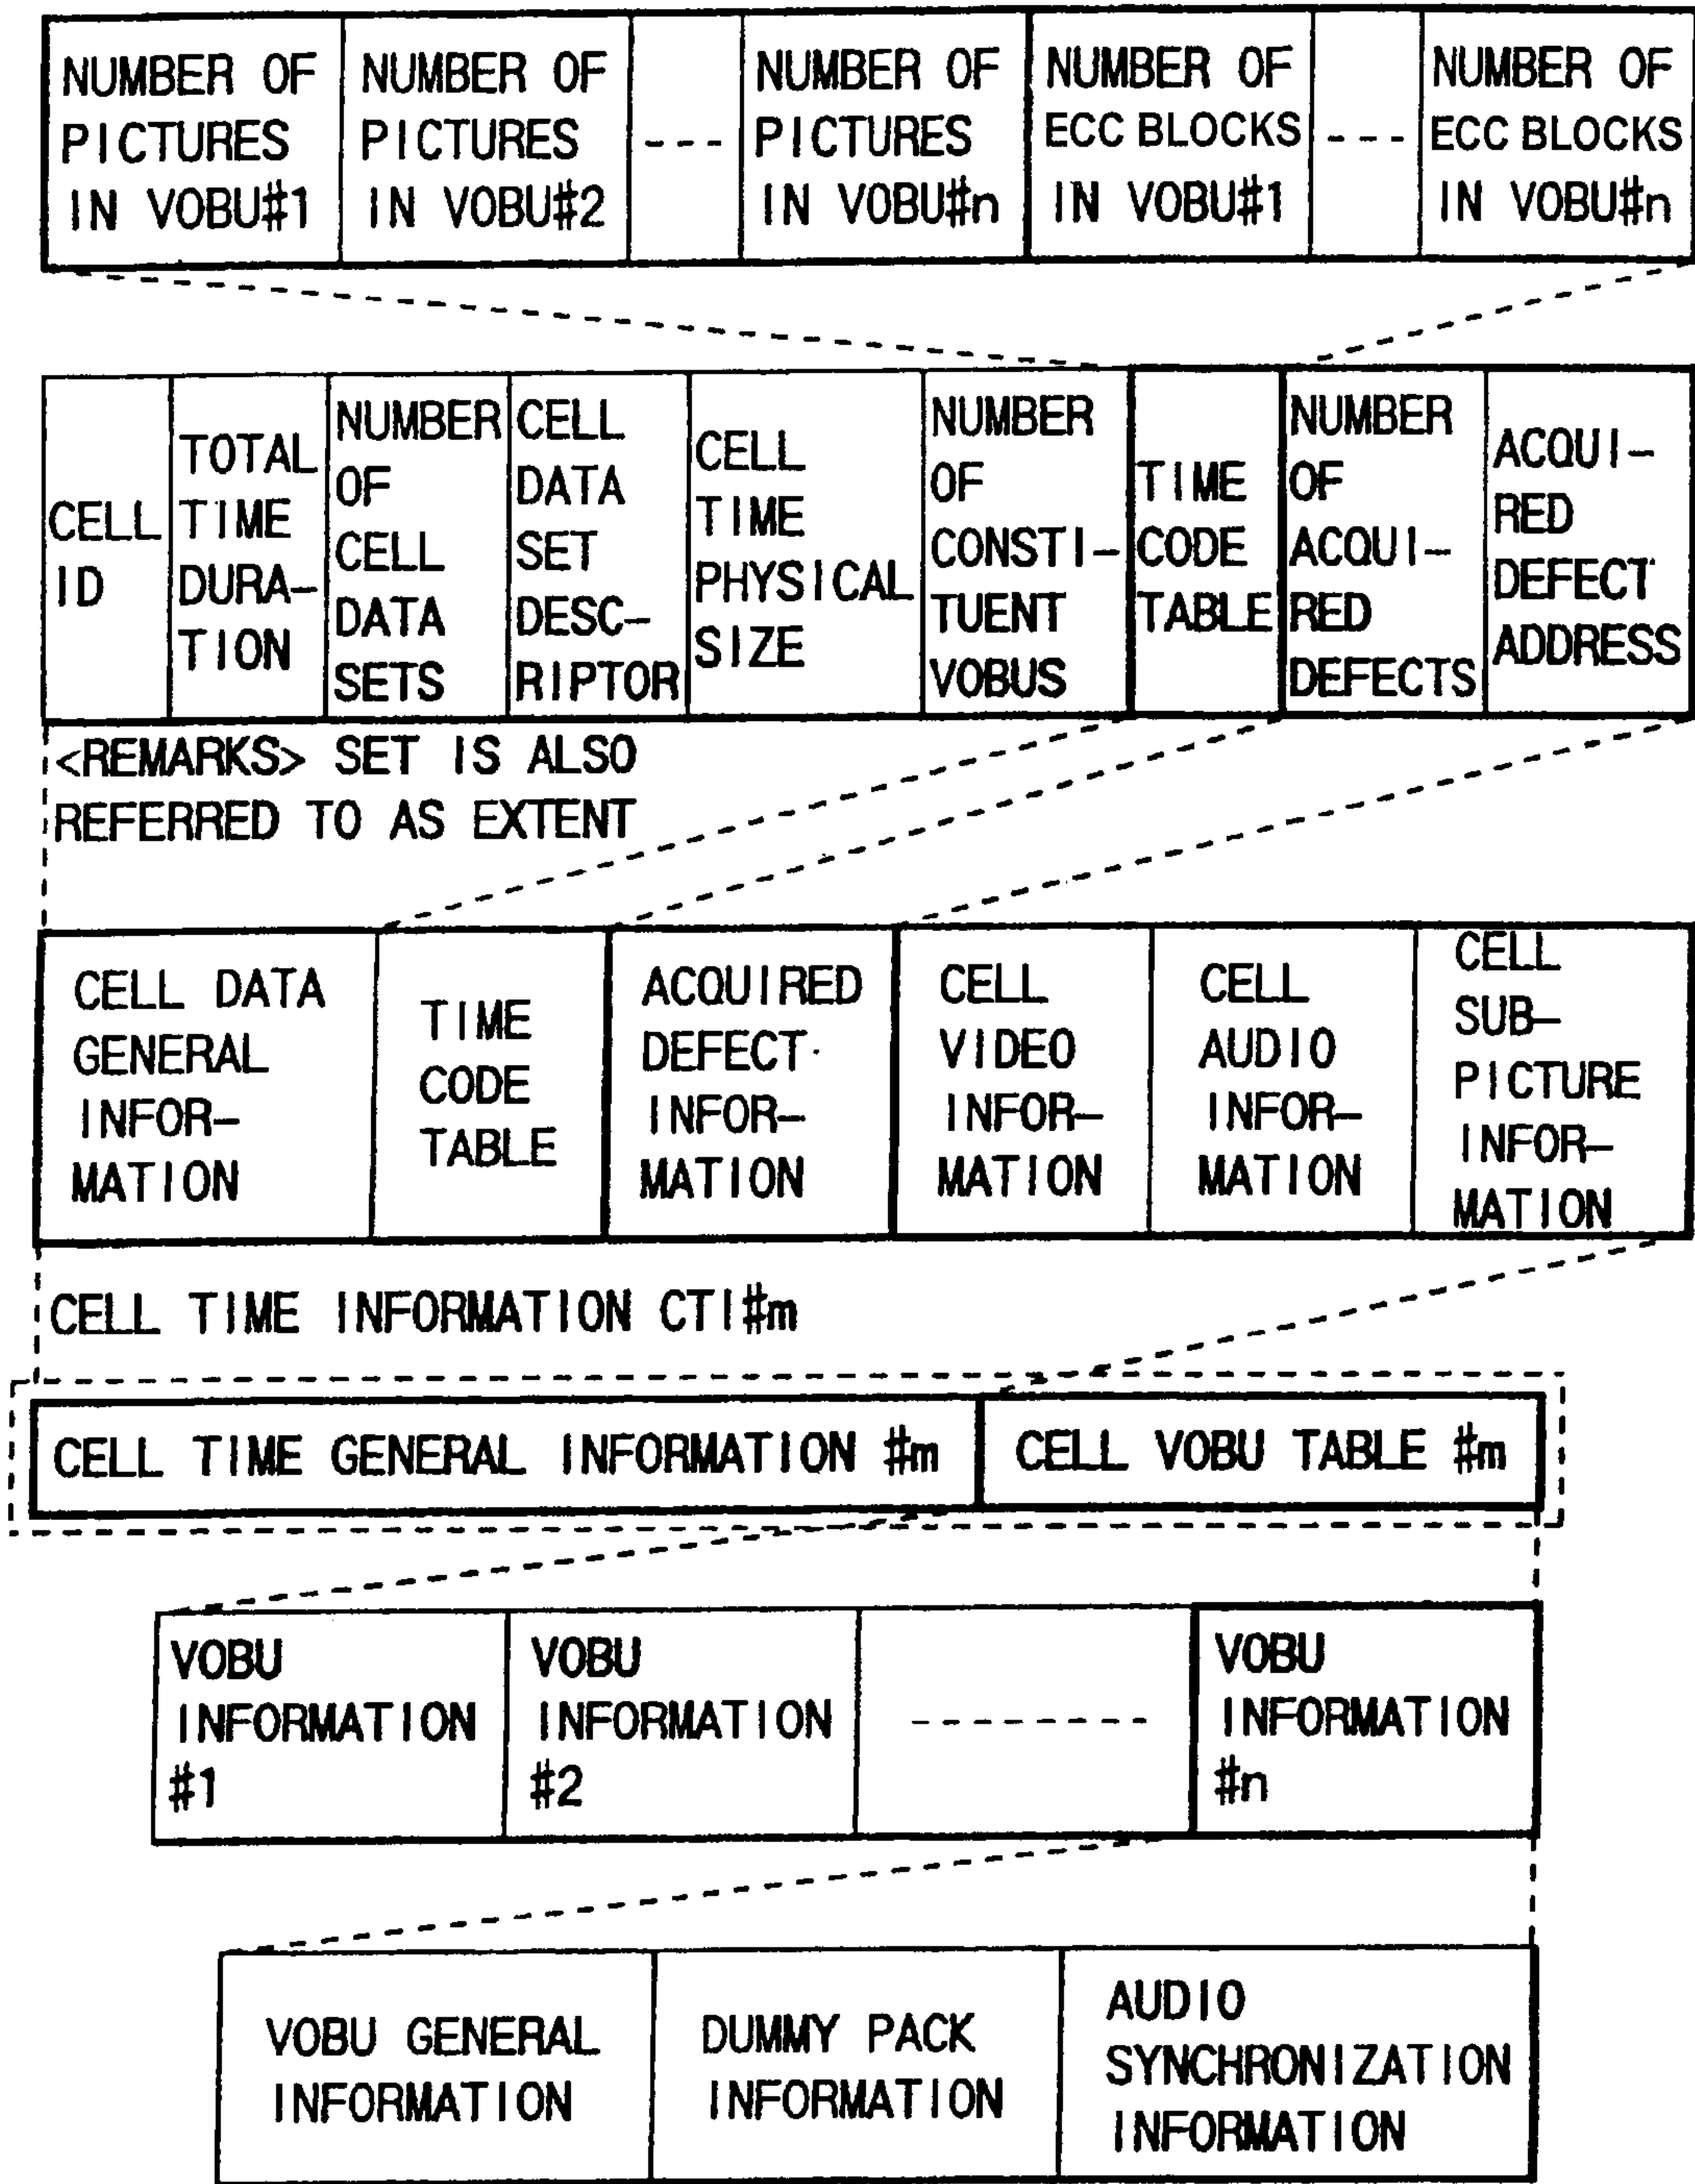 NUMBER OF
PICTURES
IN VOBU#1
NUMBER OF
PICTURES
IN VOBU#2
---
NUMBER OF
PICTURES
IN VOBU#n
NUMBER OF
ECC BLOCKS
IN VOBU#1
---
NUMBER OF
ECC BLOCKS
IN VOBU#n
CELL
ID
TOTAL
TIME
DURA-
TION
NUMBER
OF
CELL
DATA
SETS
CELL
DATA
SET
DESC-
RIPTOR
CELL
TIME
PHYSICAL
SIZE
NUMBER
OF
CONSTI-
TUENT
VOBUS
TIME
CODE
TABLE
NUMBER
OF
ACQUI-
RED
DEFECTS
ACQUI-
RED
DEFECT
ADDRESS
<REMARKS> SET IS ALSO
REFERRED TO AS EXTENT
CELL DATA
GENERAL
INFOR-
MATION
TIME
CODE
TABLE
ACQUIRED
DEFECT
INFOR-
MATION
CELL
VIDEO
INFOR-
MATION
CELL
AUDIO
INFOR-
MATION
CELL
SUB-
PICTURE
INFOR-
MATION
CELL TIME INFORMATION CTI#m
CELL TIME GENERAL INFORMATION #m
CELL VOBU TABLE #m
VOBU
INFORMATION
#1
VOBU
INFORMATION
#2
---------
VOBU
INFORMATION
#n
VOBU GENERAL
INFORMATION
DUMMY PACK
INFORMATION
AUDIO
SYNCHRONIZATION
INFORMATION